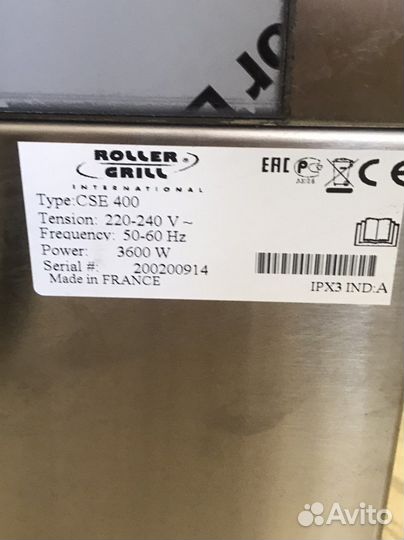 ROLLER
GRILL
INTERNATIONAL
Type:CSE 400
Tension: 220-240 V~
Frequency: 50-60 Hz
Power: 3600 W
Serial #: 200200914
Made in FRANCE
EAC PC CE
IPX3 IND:A
Avito